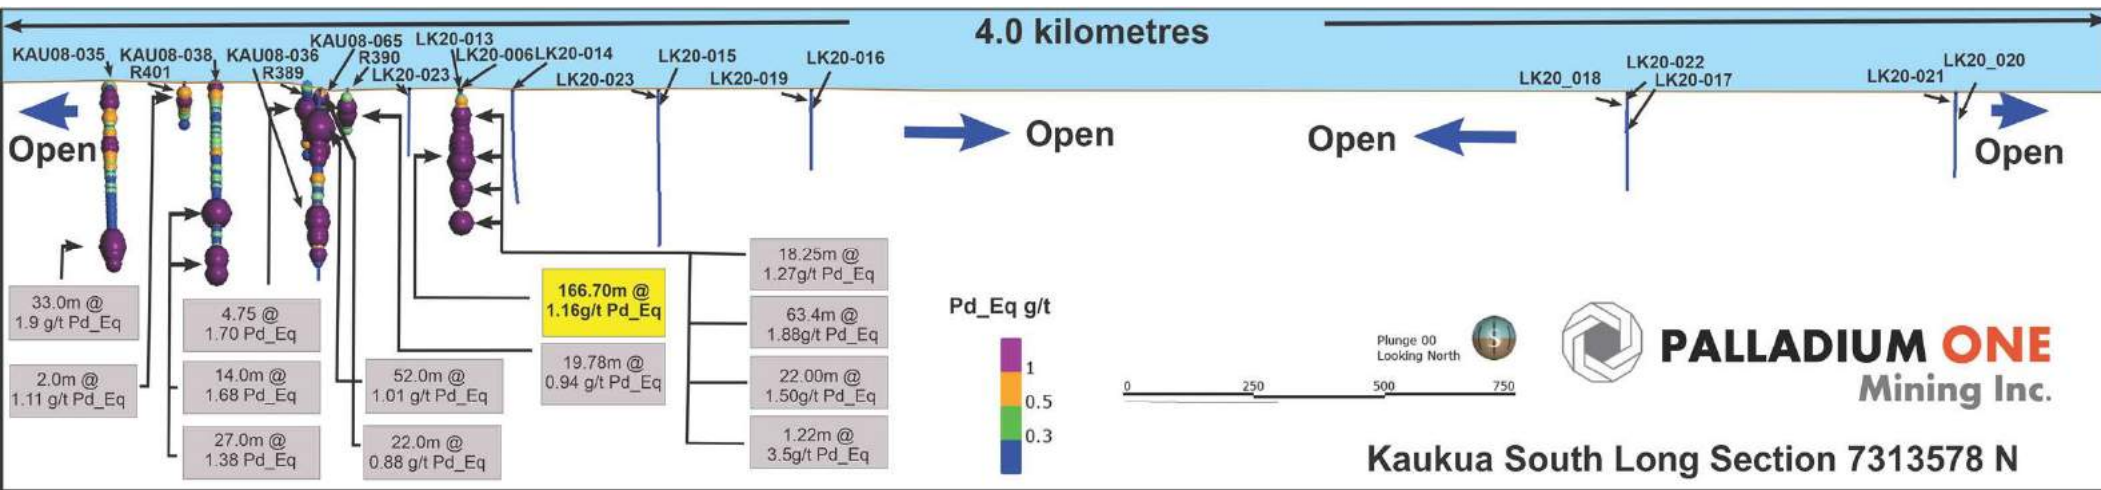 4.0 kilometres
KAU08-035
KAU08-038
R401
KAU08-036
R389
KAU08-065
R390
LK20-023
LK20-013
LK20-006
LK20-014
LK20-023
LK20-015
LK20-019
LK20-016
LK20_018
LK20-022
LK20-017
LK20-021
LK20_020
Open
Open
Open
Open
33.0m @
1.9 g/t Pd_Eq
2.0m @
1.11 g/t Pd_Eq
4.75 @
1.70 Pd_Eq
14.0m @
1.68 Pd_Eq
27.0m @
1.38 Pd_Eq
52.0m @
1.01 g/t Pd_Eq
22.0m @
0.88 g/t Pd_Eq
166.70m @
1.16g/t Pd_Eq
19.78m @
0.94 g/t Pd_Eq
18.25m @
1.27g/t Pd_Eq
63.4m @
1.88g/t Pd_Eq
22.00m @
1.50g/t Pd_Eq
1.22m @
3.5g/t Pd_Eq
Pd_Eq g/t
1
0.5
0.3
Plunge 00
Looking North
S
0 250 500 750
PALLADIUM ONE
Mining Inc.
Kaukua South Long Section 7313578 N